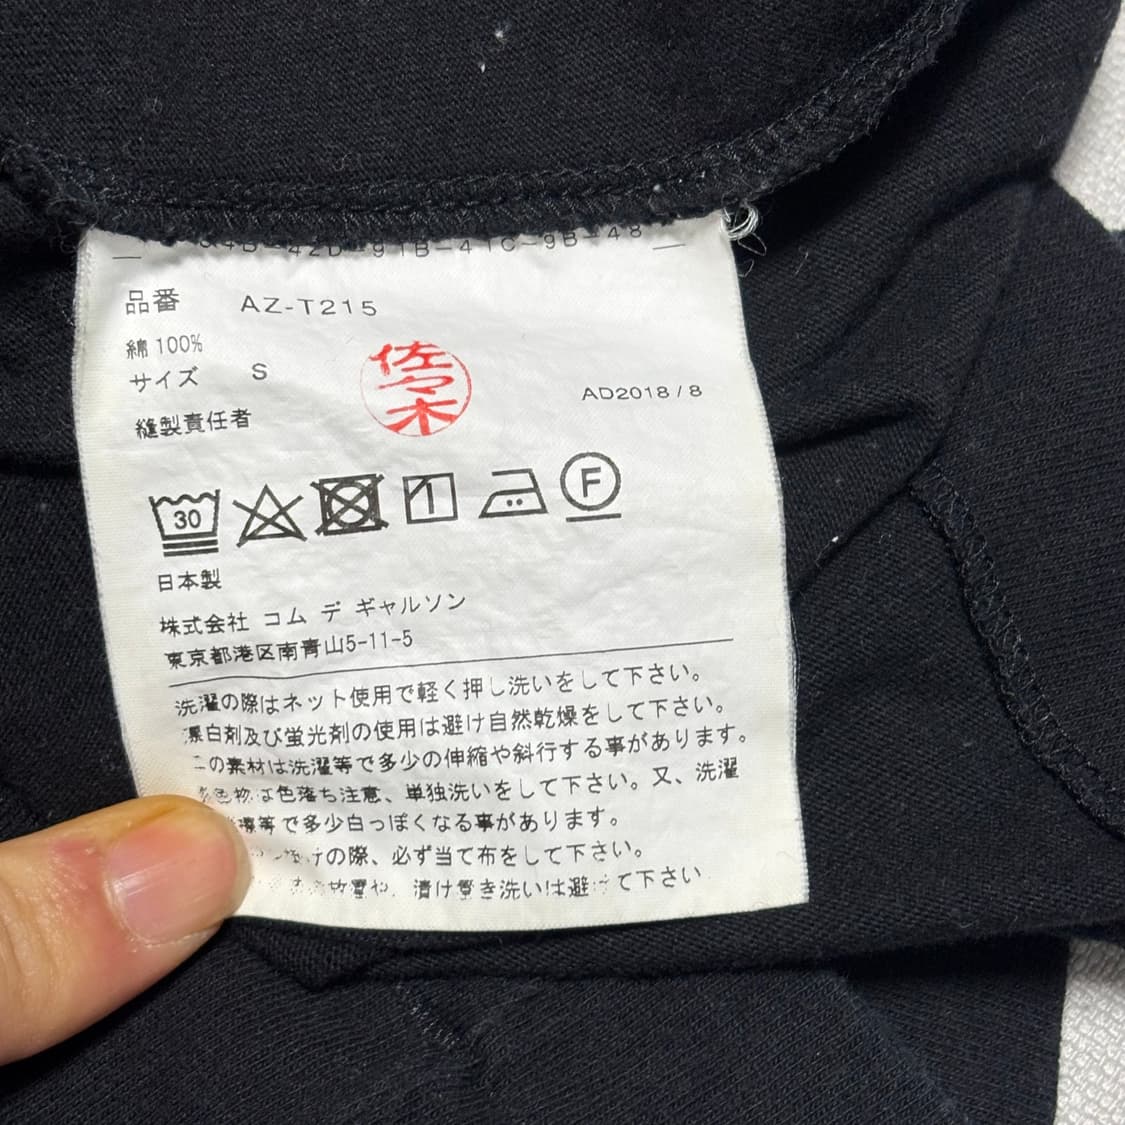 4B-42D-91B-41C-9B-48
品番 AZ-T215
綿 100%
サイズ S
佐々木
AD2018/8
縫製責任者
30
F
日本製
株式会社 コム デ ギャルソン
東京都港区南青山5-11-5
洗濯の際はネット使用で軽く押し洗いをして下さい。
漂白剤及び蛍光剤の使用は避け自然乾燥をして下さい。
この素材は洗濯等で多少の伸縮や斜行する事があります。
色物は色落ち注意、単独洗いをして下さい。又、洗濯
等で多少白っぽくなる事があります。
の際、必ず当て布をして下さい。
放置や、漬け置き洗いは避けて下さい